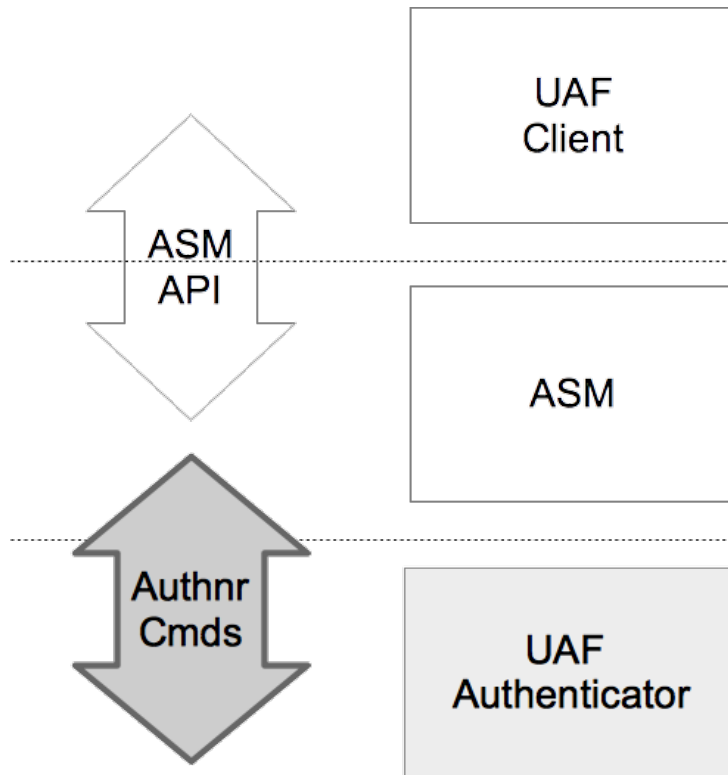 UAF
Client
ASM
API
ASM
Authnr
Cmds
UAF
Authenticator